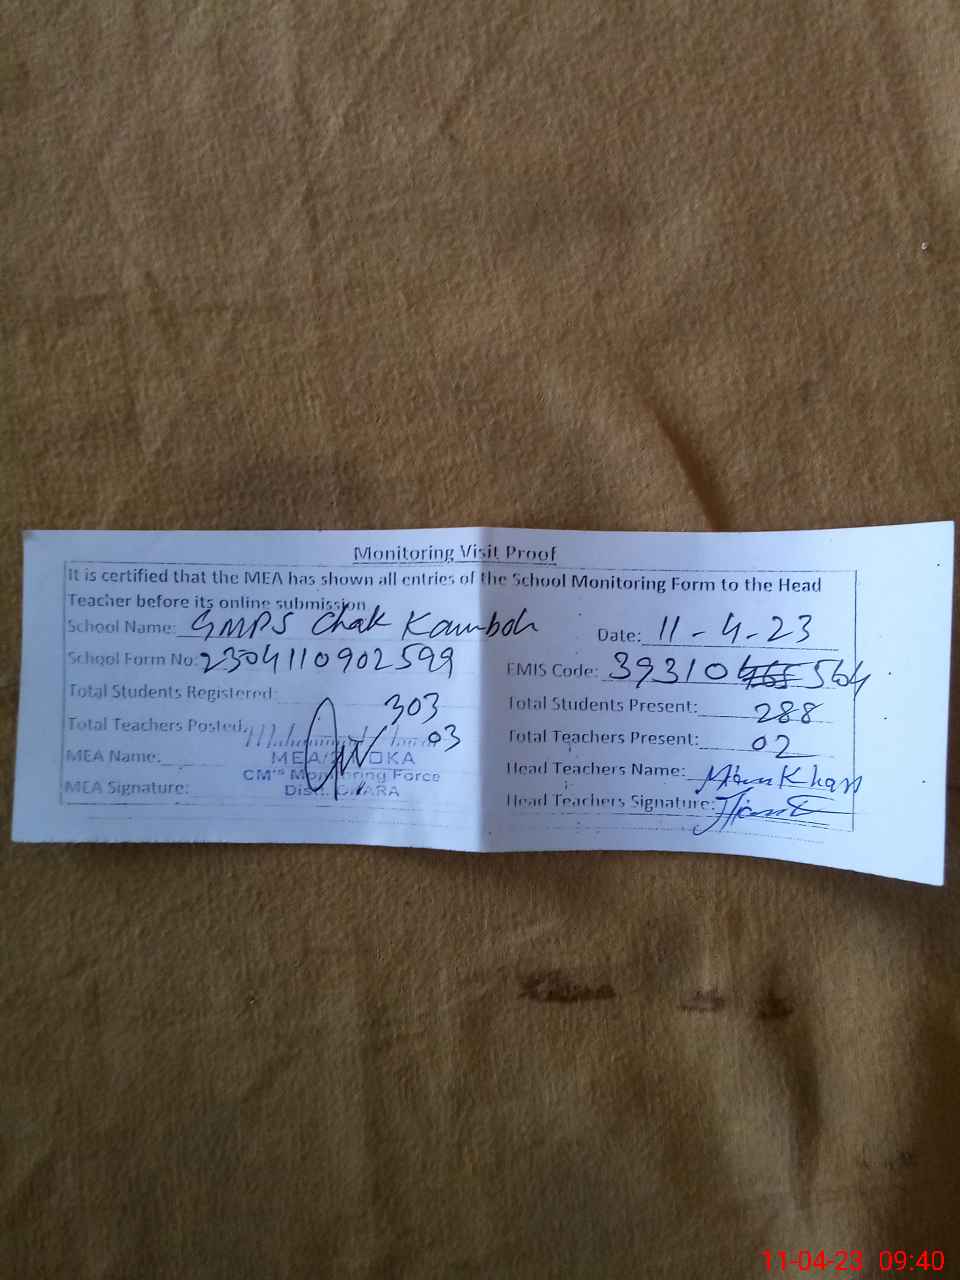 Monitoring Visit Proof
It is certified that the MEA has shown all entries of the School Monitoring Form to the Head
Teacher before its online submission
School Name: GMPS Chak Kamboh Date: 11-4-23
School Form No: 2304110902599 EMIS Code: 39310 564
Total Students Registered: 303 Total Students Present: 288
Total Teachers Posted: 03 Total Teachers Present: 02
MEA Name: Head Teachers Name: Khan
MEA
CM's Monitoring Force
MEA Signature: Head Teachers Signature:
Distt. OKARA
11-04-23 09:40